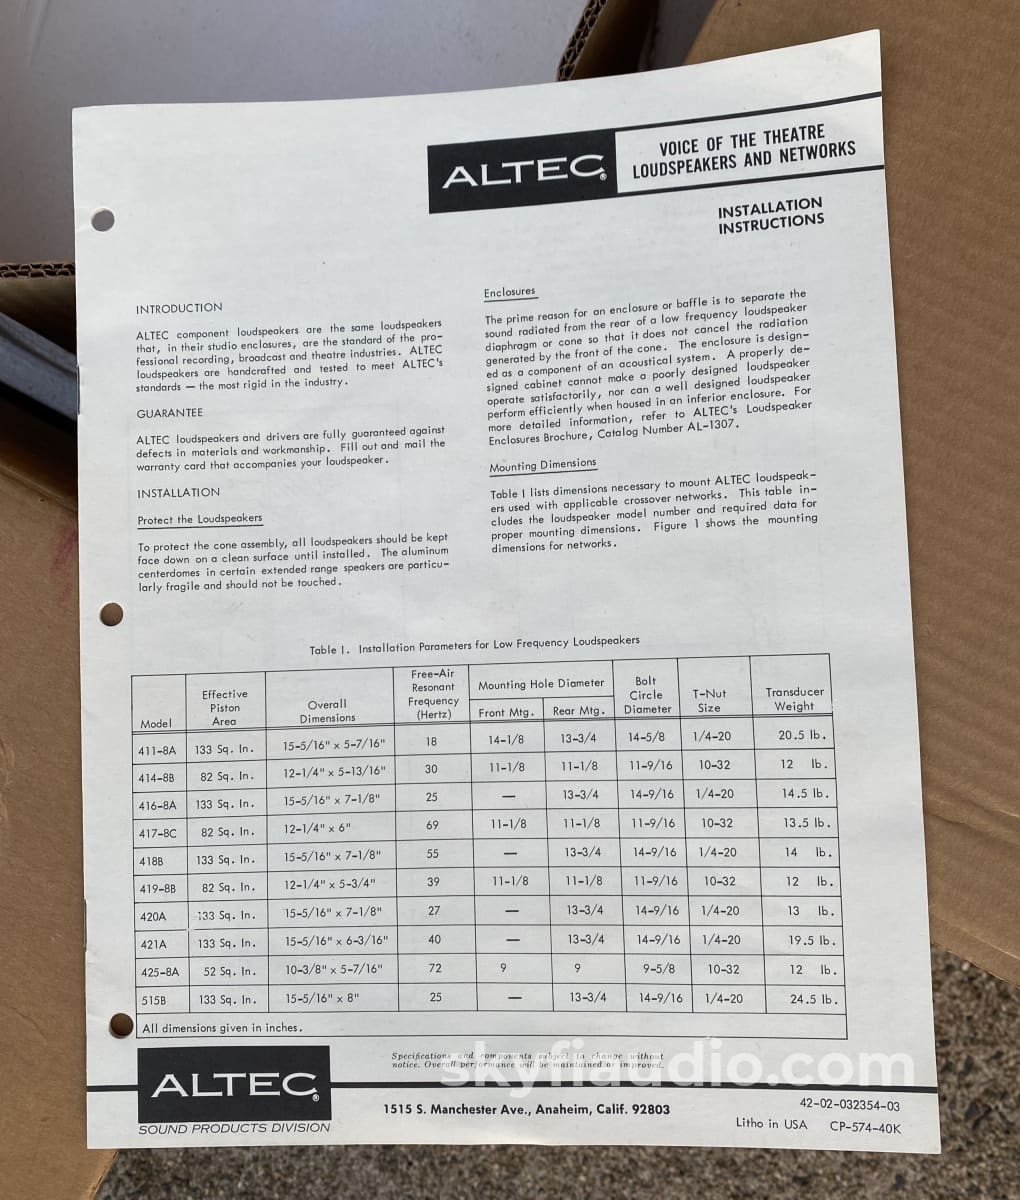 ALTEC®
VOICE OF THE THEATRE
LOUDSPEAKERS AND NETWORKS
INSTALLATION
INSTRUCTIONS
INTRODUCTION
ALTEC component loudspeakers are the same loudspeakers
that, in their studio enclosures, are the standard of the pro-
fessional recording, broadcast and theatre industries. ALTEC
loudspeakers are handcrafted and tested to meet ALTEC's
standards — the most rigid in the industry.
GUARANTEE
ALTEC loudspeakers and drivers are fully guaranteed against
defects in materials and workmanship. Fill out and mail the
warranty card that accompanies your loudspeaker.
INSTALLATION
Protect the Loudspeakers
To protect the cone assembly, all loudspeakers should be kept
face down on a clean surface until installed. The aluminum
centerdomes in certain extended range speakers are particu-
larly fragile and should not be touched.
Enclosures
The prime reason for an enclosure or baffle is to separate the
sound radiated from the rear of a low frequency loudspeaker
diaphragm or cone so that it does not cancel the radiation
generated by the front of the cone. The enclosure is design-
ed as a component of an acoustical system. A properly de-
signed cabinet cannot make a poorly designed loudspeaker
operate satisfactorily, nor can a well designed loudspeaker
perform efficiently when housed in an inferior enclosure. For
more detailed information, refer to ALTEC's Loudspeaker
Enclosures Brochure, Catalog Number AL-1307.
Mounting Dimensions
Table I lists dimensions necessary to mount ALTEC loudspeak-
ers used with applicable crossover networks. This table in-
cludes the loudspeaker model number and required data for
proper mounting dimensions. Figure 1 shows the mounting
dimensions for networks.
Table I. Installation Parameters for Low Frequency Loudspeakers
Model Effective Piston Area Overall Dimensions Free-Air Resonant Frequency (Hertz) Mounting Hole Diameter Front Mtg. Rear Mtg. Bolt Circle Diameter T-Nut Size Transducer Weight
411-8A 133 Sq. In. 15-5/16" x 5-7/16" 18 14-1/8 13-3/4 14-5/8 1/4-20 20.5 lb.
414-8B 82 Sq. In. 12-1/4" x 5-13/16" 30 11-1/8 11-1/8 11-9/16 10-32 12 lb.
416-8A 133 Sq. In. 15-5/16" x 7-1/8" 25 — 13-3/4 14-9/16 1/4-20 14.5 lb.
417-8C 82 Sq. In. 12-1/4" x 6" 69 11-1/8 11-1/8 11-9/16 10-32 13.5 lb.
418B 133 Sq. In. 15-5/16" x 7-1/8" 55 — 13-3/4 14-9/16 1/4-20 14 lb.
419-8B 82 Sq. In. 12-1/4" x 5-3/4" 39 11-1/8 11-1/8 11-9/16 10-32 12 lb.
420A 133 Sq. In. 15-5/16" x 7-1/8" 27 — 13-3/4 14-9/16 1/4-20 13 lb.
421A 133 Sq. In. 15-5/16" x 6-3/16" 40 — 13-3/4 14-9/16 1/4-20 19.5 lb.
425-8A 52 Sq. In. 10-3/8" x 5-7/16" 72 9 9 9-5/8 10-32 12 lb.
515B 133 Sq. In. 15-5/16" x 8" 25 — 13-3/4 14-9/16 1/4-20 24.5 lb.
All dimensions given in inches.
ALTEC®
SOUND PRODUCTS DIVISION
Specifications and components subject to change without
notice. Overall performance will be maintained or improved.
skyfiaudio.com
1515 S. Manchester Ave., Anaheim, Calif. 92803
42-02-032354-03
Litho in USA CP-574-40K